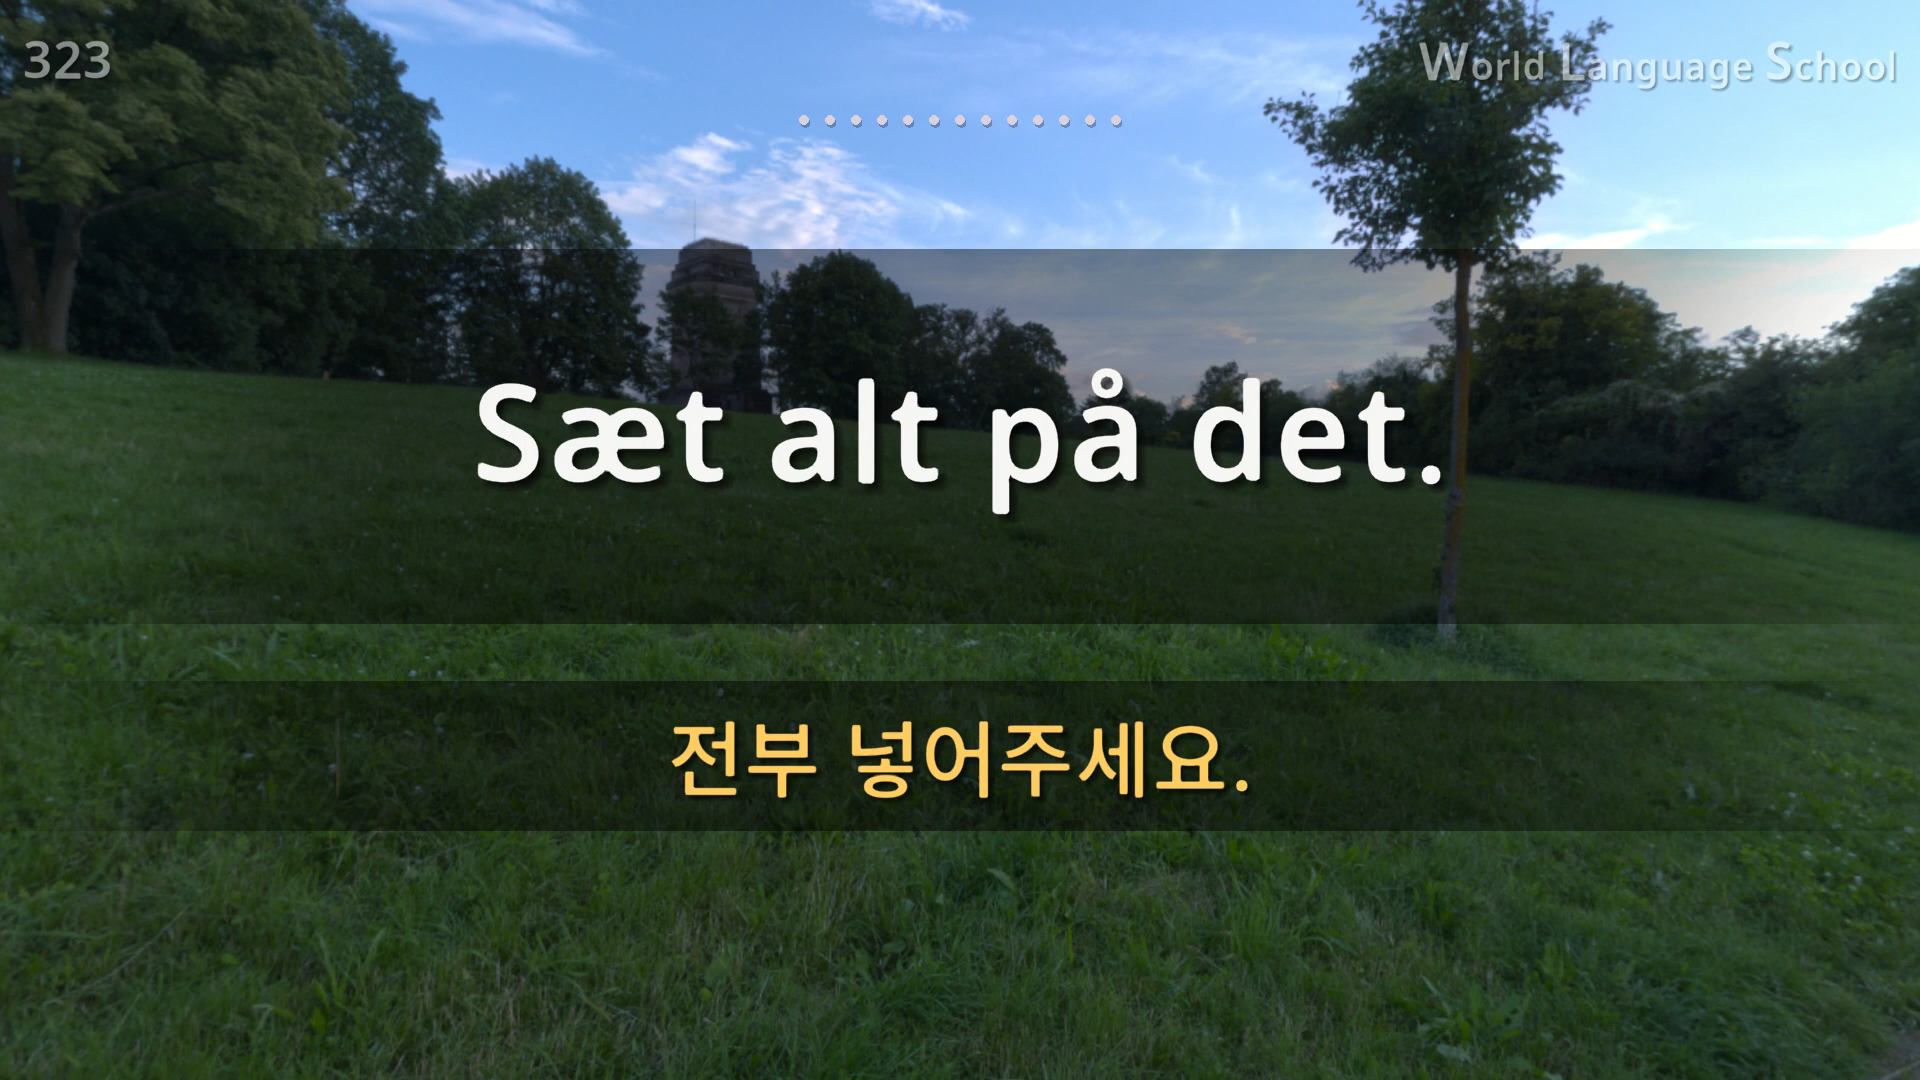 323
World Language School
Sæt alt på det.
전부 넣어주세요.